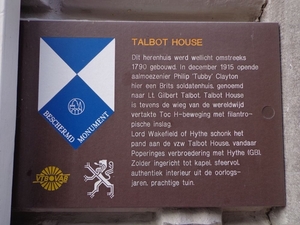 TALBOT HOUSE
Dit herenhuis werd wellicht omstreeks
1790 gebouwd. In december 1915 opende
aalmoezenier Philip 'Tubby' Clayton
hier een Brits soldatenhuis, genoemd
naar Lt. Gilbert Talbot. Talbot House
is tevens de wieg van de wereldwijd
vertakte Toc H-beweging met filantro-
pische inslag.
Lord Wakefield of Hythe schonk het
pand aan de vzw Talbot House, vandaar
Poperinges verbroedering met Hythe (GB).
Zolder ingericht tot kapel, sfeervol
authentiek interieur uit de oorlogs-
jaren, prachtige tuin.
BESCHERMD MONUMENT